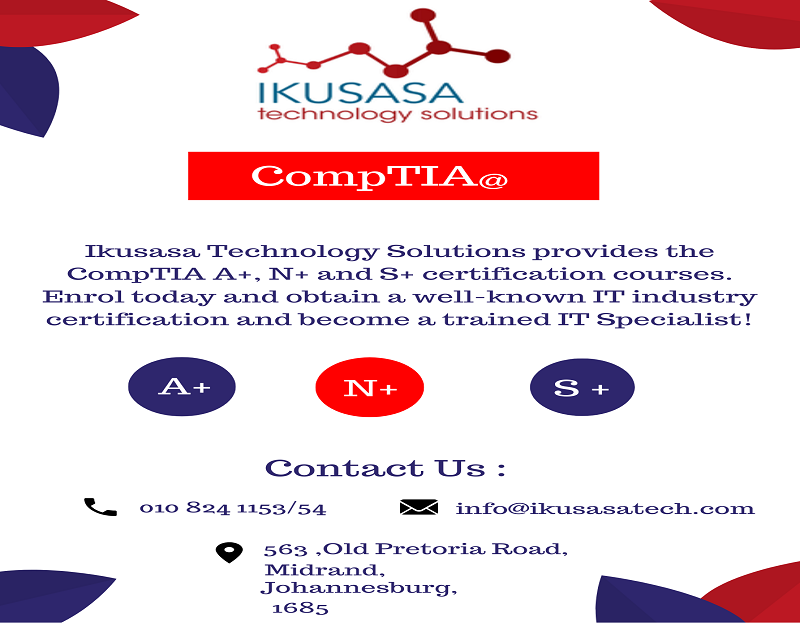 IKUSASA
technology solutions
CompTIA@
Ikusasa Technology Solutions provides the
CompTIA A+, N+ and S+ certification courses.
Enrol today and obtain a well-known IT industry
certification and become a trained IT Specialist!
A+ N+ S +
Contact Us :
010 824 1153/54 info@ikusasatech.com
563 ,Old Pretoria Road,
Midrand,
Johannesburg,
1685